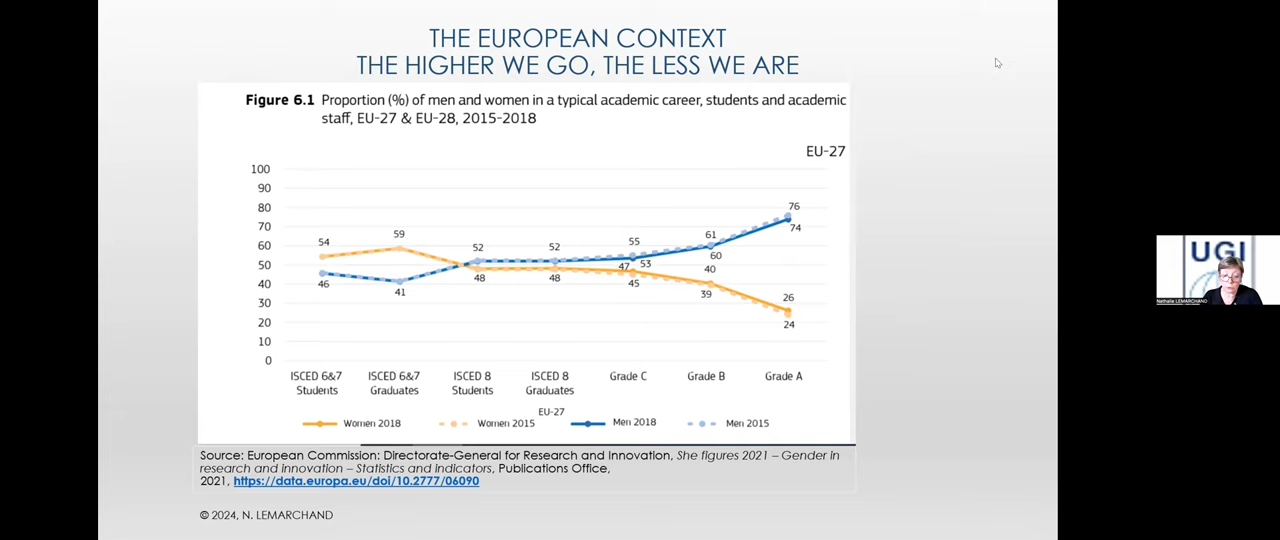 THE EUROPEAN CONTEXT
THE HIGHER WE GO, THE LESS WE ARE
Figure 6.1 Proportion (%) of men and women in a typical academic career, students and academic
staff, EU-27 & EU-28, 2015-2018
EU-27
100
90
80
70
60
50
40
30
20
10
0
54
46
59
41
52
48
52
48
55
47 53
45
61
60
40
39
76
74
26
24
ISCED 6&7
Students
ISCED 6&7
Graduates
ISCED 8
Students
ISCED 8
Graduates
Grade C
Grade B
Grade A
EU-27
Women 2018 Women 2015 Men 2018 Men 2015
Source: European Commission: Directorate-General for Research and Innovation, She figures 2021 – Gender in
research and innovation – Statistics and indicators, Publications Office,
2021, https://data.europa.eu/doi/10.2777/06090
© 2024, N. LEMARCHAND
UGI
Nathalie LEMARCHAND